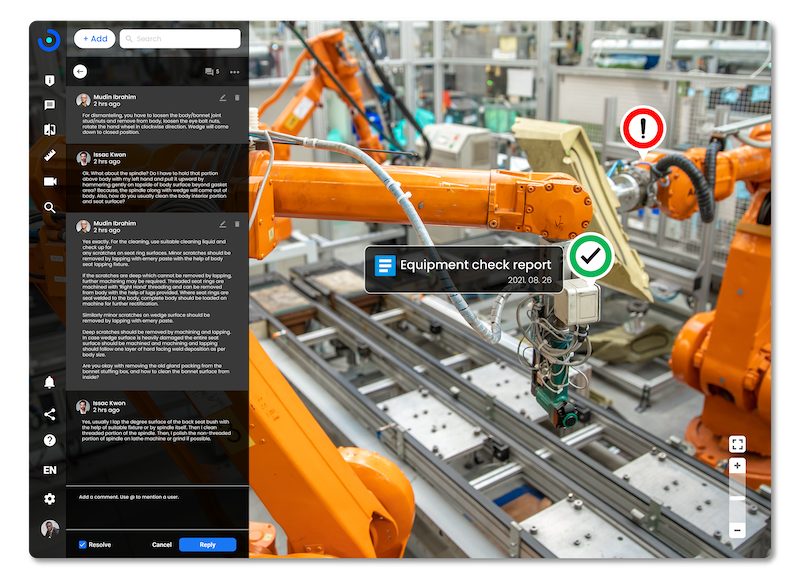 + Add
Search
5
Mudin Ibrahim
2 hrs ago
For dismanteling, you have to loosen the body/bonnet joint
stud/nuts and remove from body, loosen the eye bolt nuts,
rotate the hand wheel in clockwise direction. Wedge will come
down to closed position.
Issac Kwon
2 hrs ago
Ok. What about the spindle? Do I have to hold that portion
above body with my left hand and pull it upward by
hammering gently on topside of body surface beyond gasket
area? Because, the spindle along with wedge will come out of
body. Also, how do you usually clean the body interior portion
and seat surface?
Mudin Ibrahim
2 hrs ago
Yes exactly. For the cleaning, use suitable cleaning liquid and
check up for
any scratches on seat ring surfaces. Minor scratches should be
removed by lapping with emery paste with the help of body
seat lapping fixture.
If the scratches are deep which cannot be removed by lapping,
further machining may be required. Threaded seat rings are
machined with 'Right Hand' threading and can be removed
from body with the help of lugs provided. Where seat rings are
seal welded to the body, complete body should be loaded on
machine for further rectification.
Similarly minor scratches on wedge surface should be
removed by lapping with emery paste.
Deep scratches should be removed by machining and lapping.
In case wedge surface is heavily damaged the entire seat
surface should be machined and machining and lapping
should follow one layer of hard facing weld deposition as per
body size.
Are you okay with removing the old gland packing from the
bonnet stuffing box, and how to clean the bonnet surface from
inside?
Issac Kwon
2 hrs ago
Yes, usually I lap the degree surface of the back seat bush with
the help of suitable fixture or by spindle itself. Then I clean
threaded portion of the spindle. Then, I polish the non-threaded
portion of spindle on lathe machine or grind if possible.
EN
Add a comment. Use @ to mention a user.
Resolve
Cancel
Reply
Equipment check report
2021. 08. 26